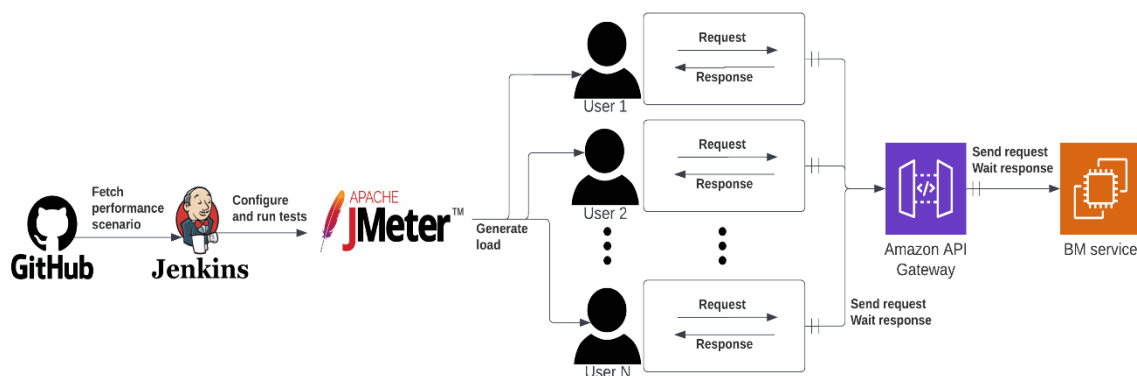 Fetch
performance
scenario
GitHub
Jenkins
Configure
and run tests
APACHE
JMeter™
Generate
load
User 1
Request
Response
User 2
Request
Response
User N
Request
Response
Send request
Wait response
Amazon API
Gateway
Send request
Wait response
BM service